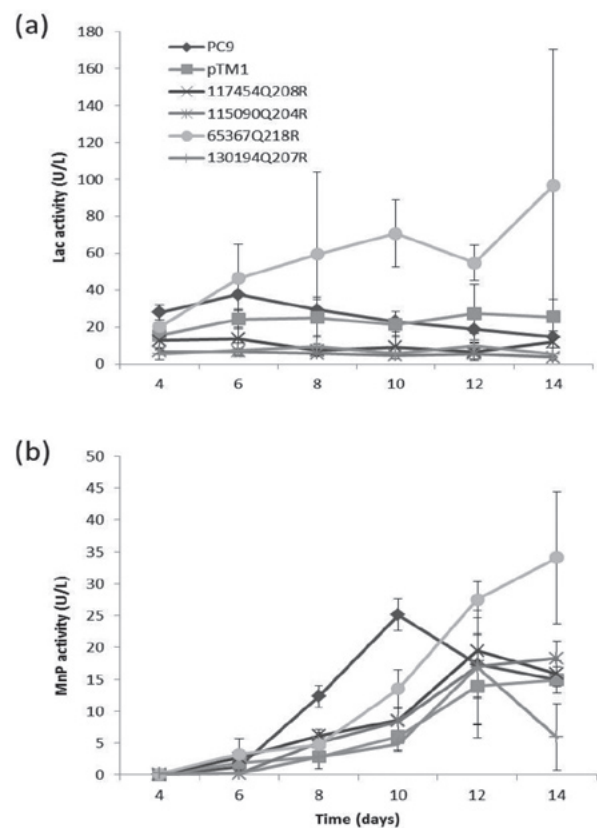 (a)
180
160
140
120
100
80
60
40
20
0
Lac activity (U/L)
PC9
pTM1
117454Q208R
115090Q204R
65367Q218R
130194Q207R
4 6 8 10 12 14
(b)
50
45
40
35
30
25
20
15
10
5
0
MnP activity (U/L)
4 6 8 10 12 14
Time (days)